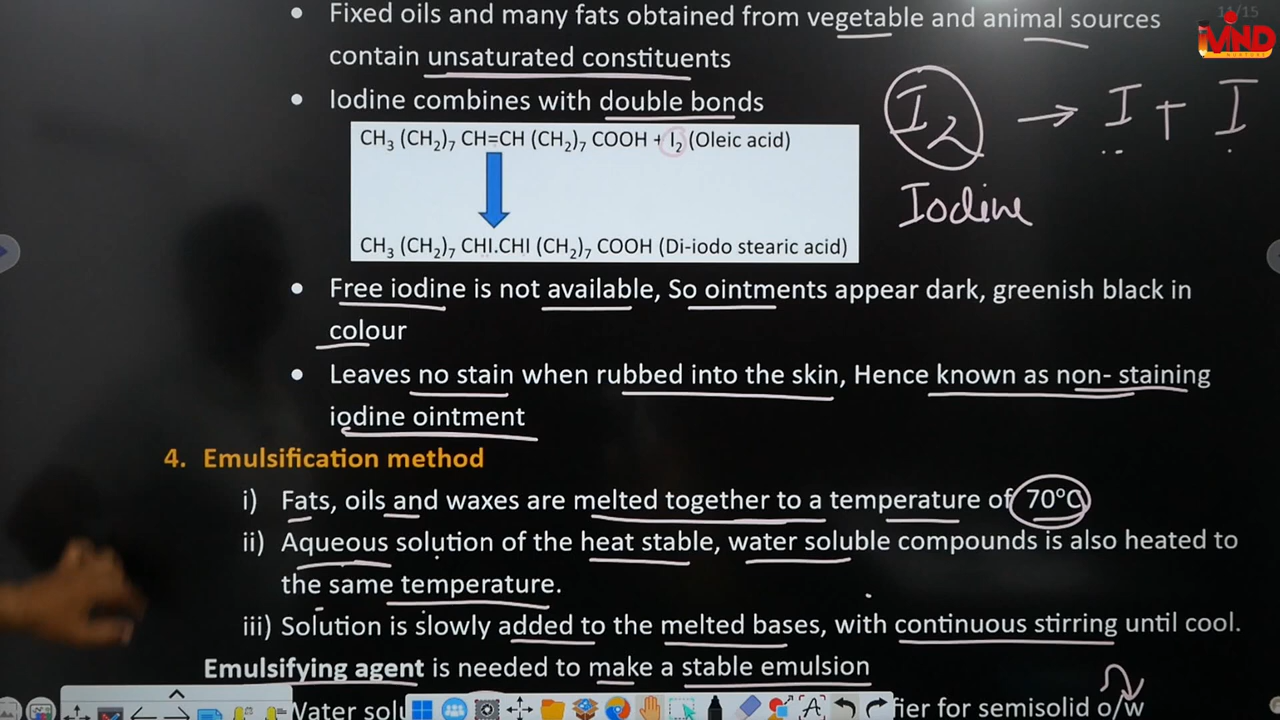 • Fixed oils and many fats obtained from vegetable and animal sources
contain unsaturated constituents
• Iodine combines with double bonds
CH₃ (CH₂)₇ CH=CH (CH₂)₇ COOH + I₂ (Oleic acid)
CH₃ (CH₂)₇ CHI.CHI (CH₂)₇ COOH (Di-iodo stearic acid)
I₂ → I + I
Iodine
• Free iodine is not available, So ointments appear dark, greenish black in
colour
• Leaves no stain when rubbed into the skin, Hence known as non- staining
iodine ointment
4. Emulsification method
i) Fats, oils and waxes are melted together to a temperature of 70°C
ii) Aqueous solution of the heat stable, water soluble compounds is also heated to
the same temperature.
iii) Solution is slowly added to the melted bases, with continuous stirring until cool.
Emulsifying agent is needed to make a stable emulsion
Water solu
fier for semisolid o/w